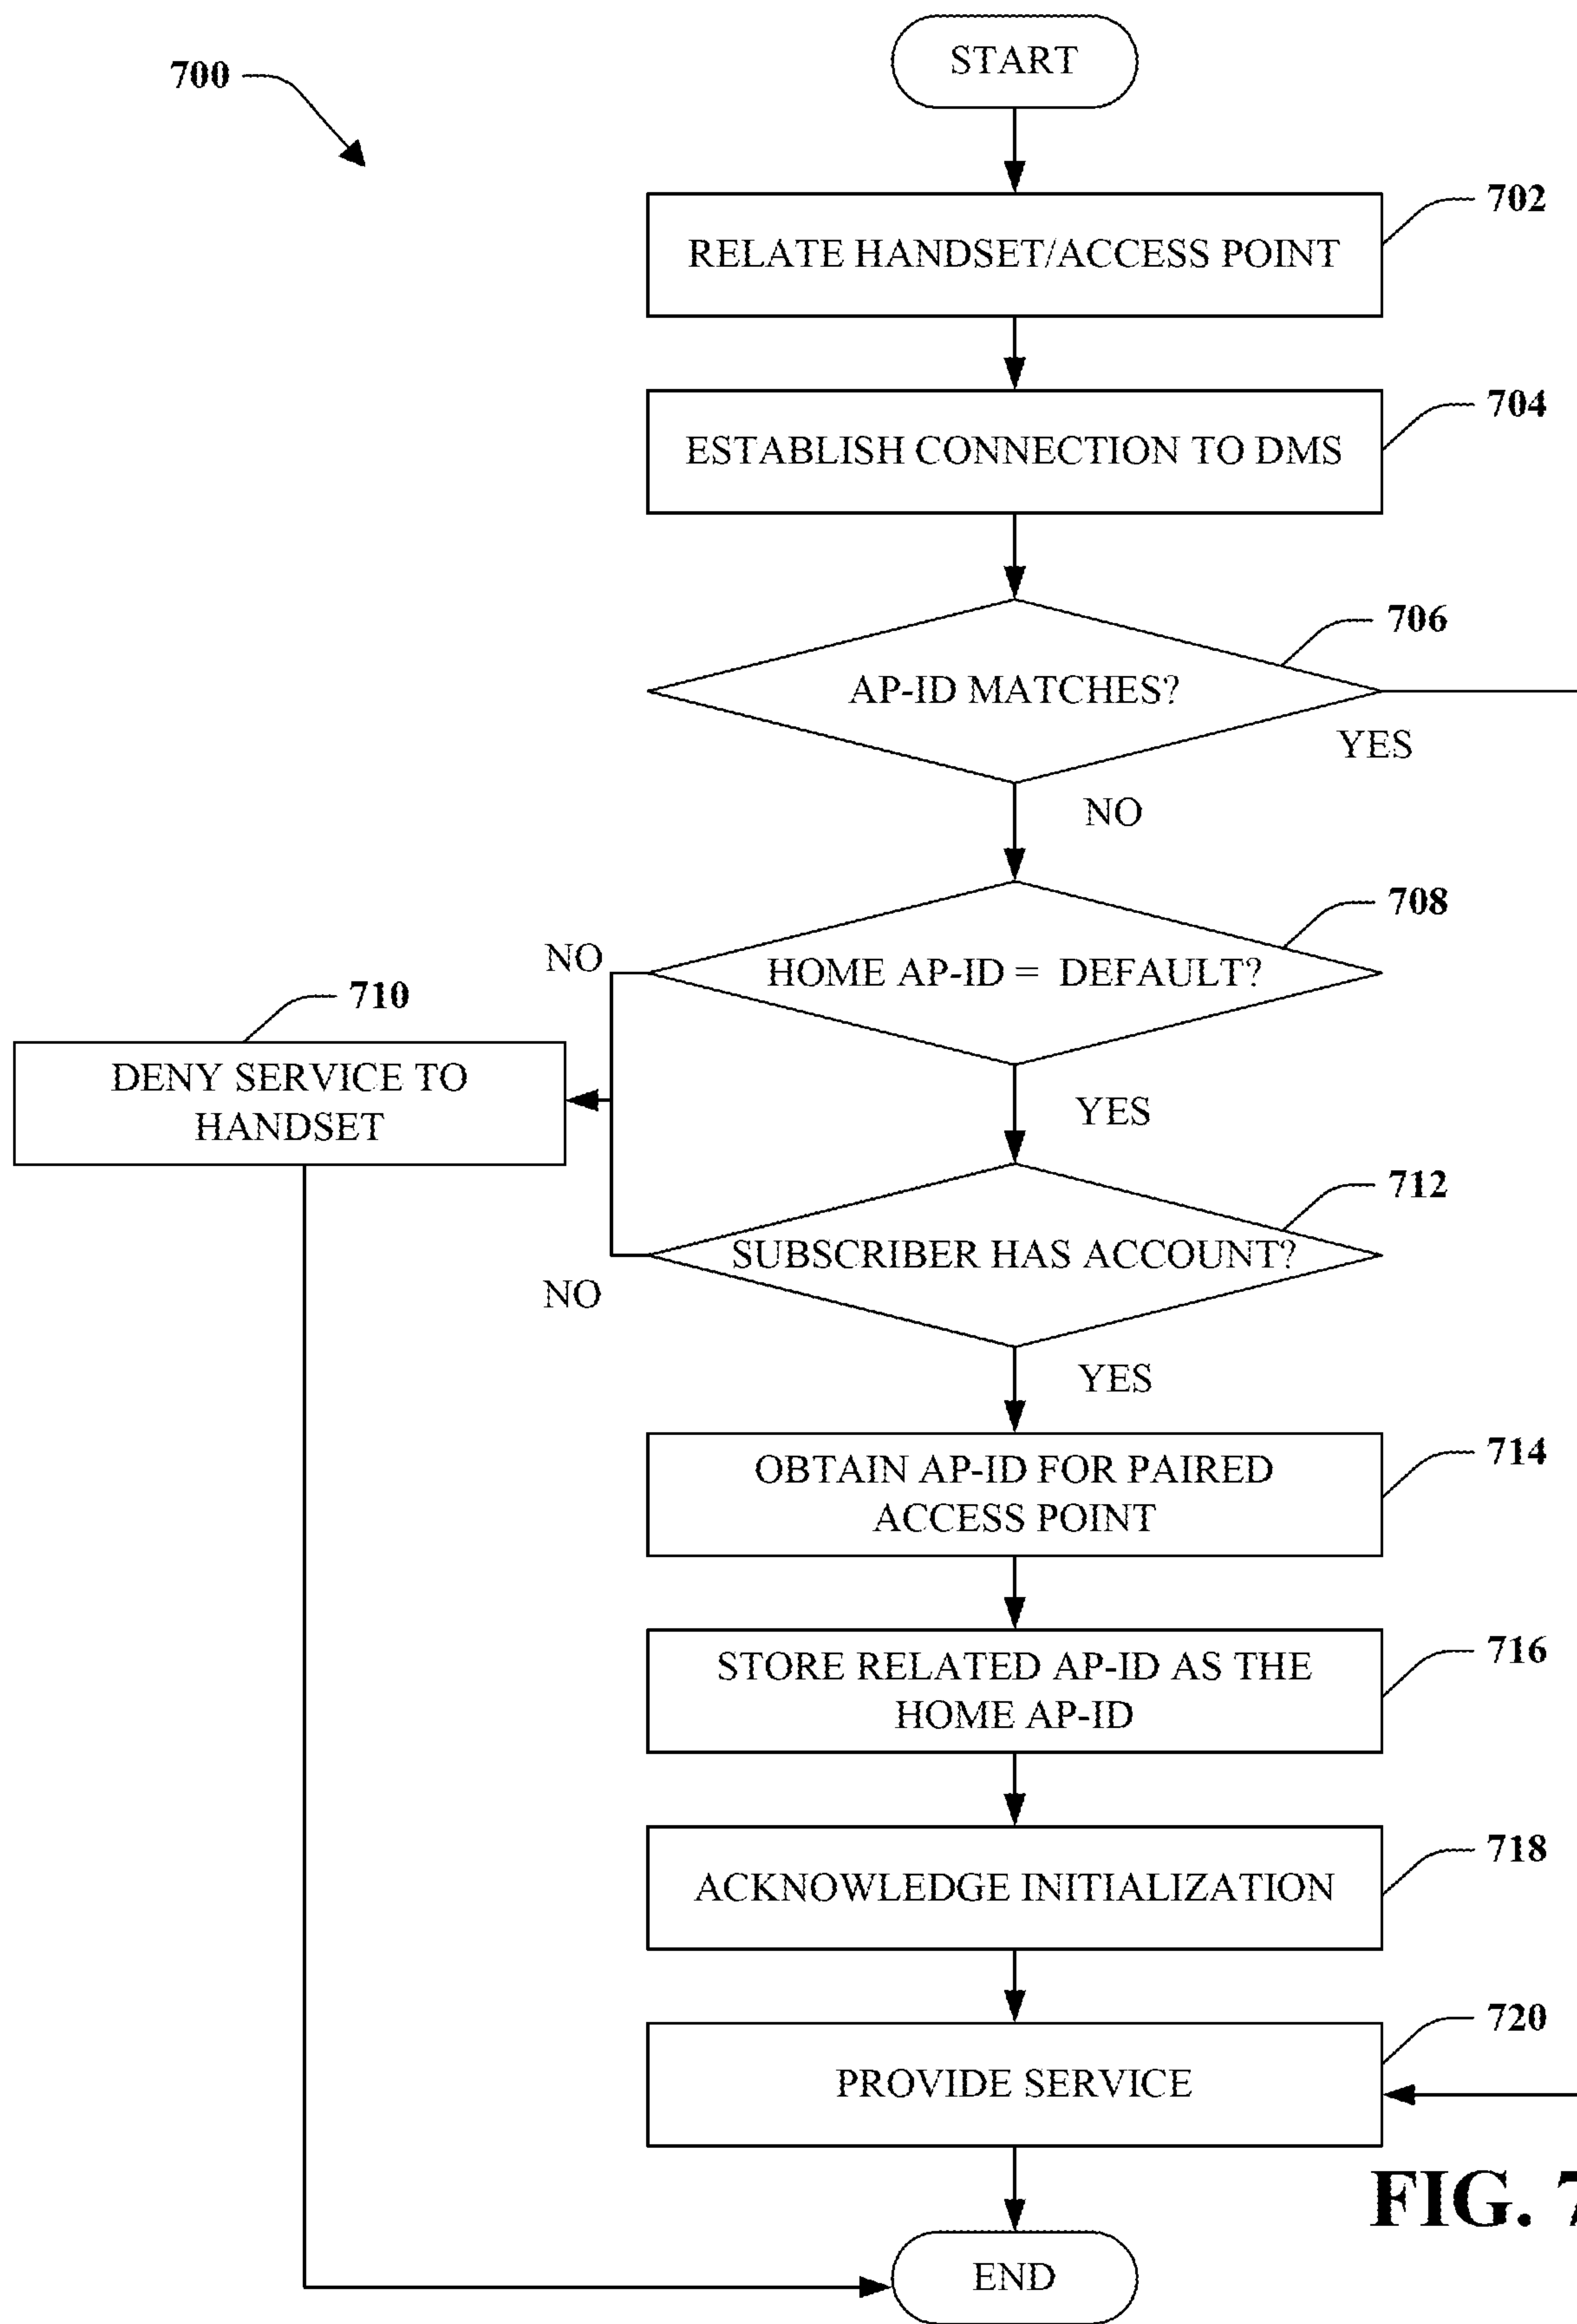 START
700
702
RELATE HANDSET/ACCESS POINT
704
ESTABLISH CONNECTION TO DMS
706
AP-ID MATCHES?
YES
NO
708
NO
HOME AP-ID = DEFAULT?
710
DENY SERVICE TO
HANDSET
YES
712
SUBSCRIBER HAS ACCOUNT?
NO
YES
714
OBTAIN AP-ID FOR PAIRED
ACCESS POINT
716
STORE RELATED AP-ID AS THE
HOME AP-ID
718
ACKNOWLEDGE INITIALIZATION
720
PROVIDE SERVICE
FIG. 7
END